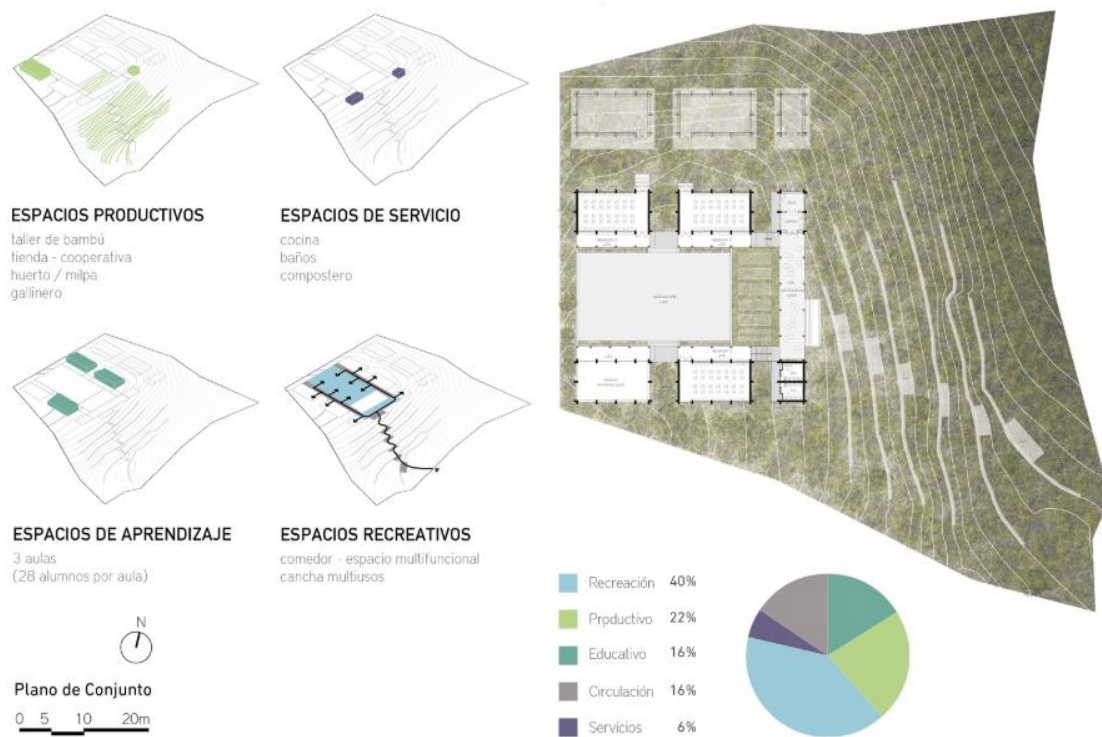 ESPACIOS PRODUCTIVOS
taller de bambú
tienda - cooperativa
huerto / milpa
gallinero
ESPACIOS DE SERVICIO
cocina
baños
compostero
ESPACIOS DE APRENDIZAJE
3 aulas
(28 alumnos por aula)
ESPACIOS RECREATIVOS
comedor - espacio multifuncional
cancha multiusos
N
Plano de Conjunto
0 5 10 20m
Recreación 40%
Productivo 22%
Educativo 16%
Circulación 16%
Servicios 6%